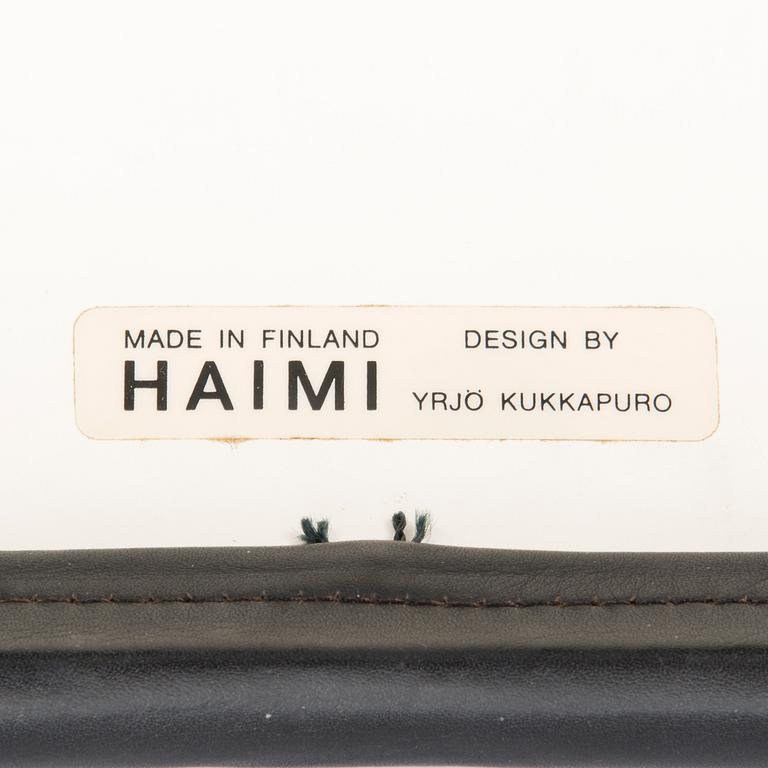 MADE IN FINLAND
HAIMI
DESIGN BY
YRJÖ KUKKAPURO